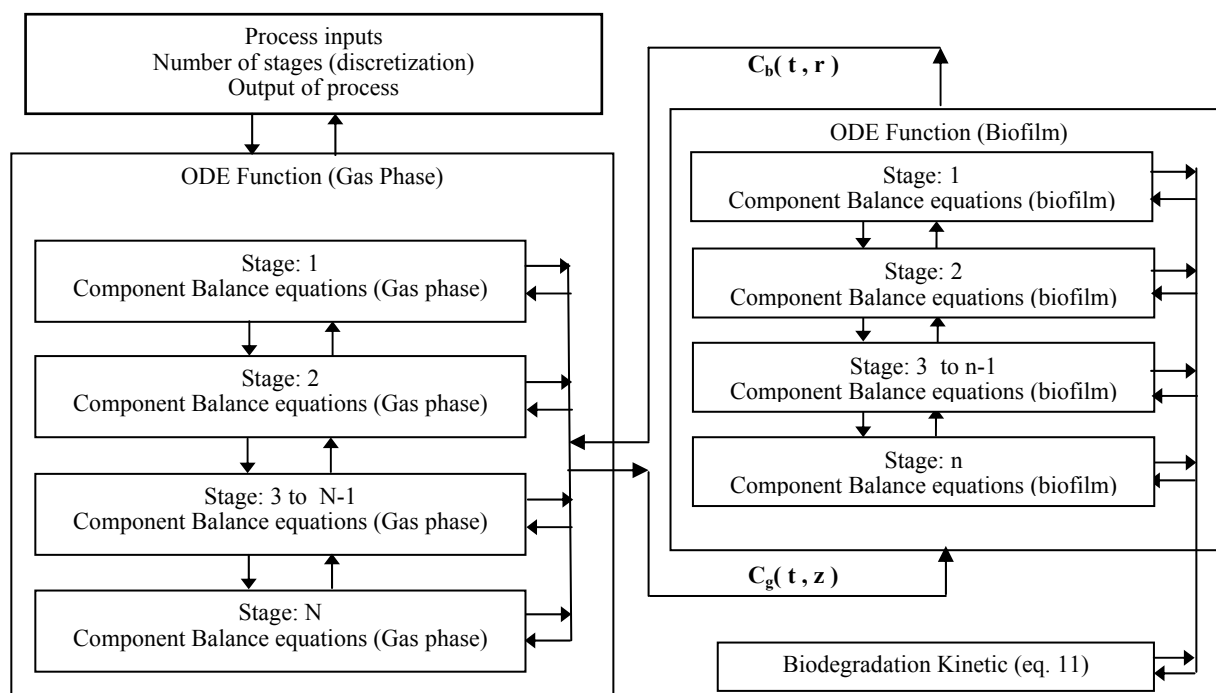 Process inputs
Number of stages (discretization)
Output of process
ODE Function (Gas Phase)
Stage: 1
Component Balance equations (Gas phase)
Stage: 2
Component Balance equations (Gas phase)
Stage: 3 to N-1
Component Balance equations (Gas phase)
Stage: N
Component Balance equations (Gas phase)
C_b( t , r )
C_g( t , z )
ODE Function (Biofilm)
Stage: 1
Component Balance equations (biofilm)
Stage: 2
Component Balance equations (biofilm)
Stage: 3 to n-1
Component Balance equations (biofilm)
Stage: n
Component Balance equations (biofilm)
Biodegradation Kinetic (eq. 11)